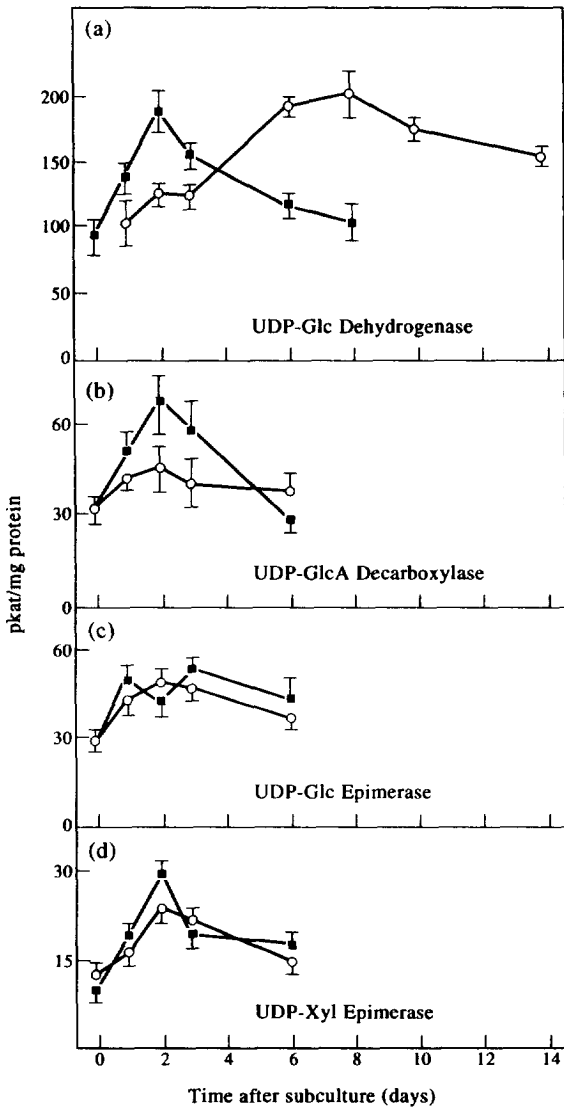 (a)
200
150
100
50
0
UDP-Glc Dehydrogenase
(b)
60
30
0
UDP-GlcA Decarboxylase
pkat/mg protein
(c)
60
30
0
UDP-Glc Epimerase
(d)
30
15
UDP-Xyl Epimerase
0 2 4 6 8 10 12 14
Time after subculture (days)